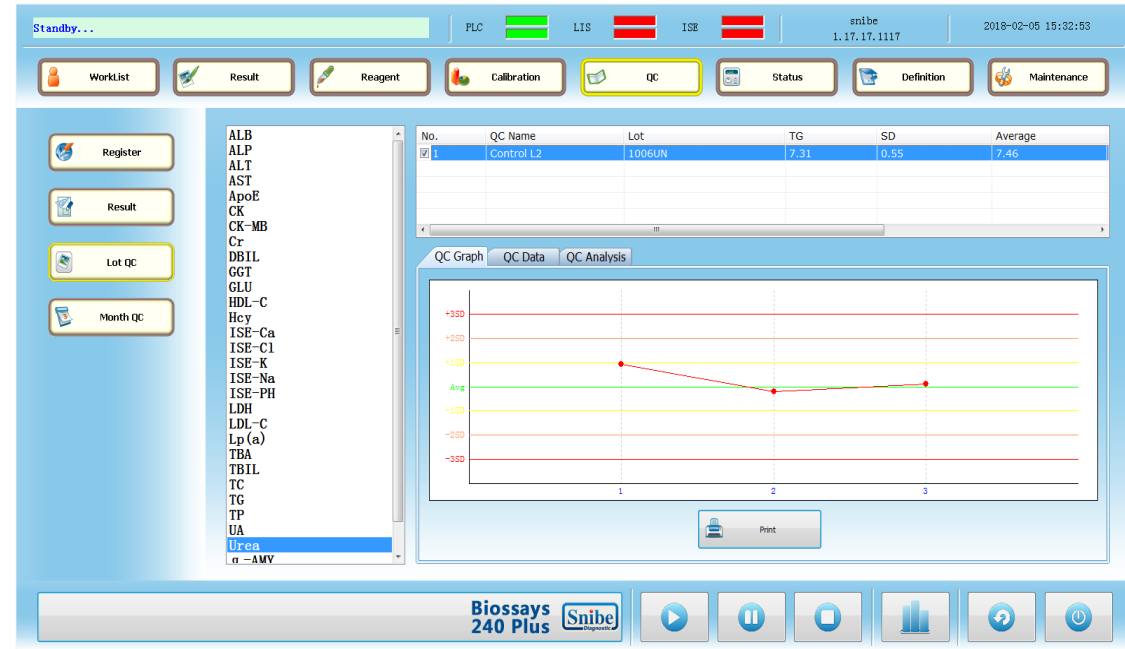 Standby...
PLC
LIS
ISE
snibe
1.17.17.1117
2018-02-05 15:32:53
WorkList
Result
Reagent
Calibration
QC
Status
Definition
Maintenance
Register
Result
Lot QC
Month QC
ALB
ALP
ALT
AST
ApoE
CK
CK-MB
Cr
DBIL
GGT
GLU
HDL-C
Hcy
ISE-Ca
ISE-Cl
ISE-K
ISE-Na
ISE-PH
LDH
LDL-C
Lp(a)
TBA
TBIL
TC
TG
TP
UA
Urea
α-AMY
No. QC Name Lot TG SD Average
1 Control L2 1006UN 7.31 0.55 7.46
QC Graph QC Data QC Analysis
+3SD
+2SD
+1SD
Avg
-1SD
-2SD
-3SD
1 2 3
Print
Biossays
240 Plus
Snibe
Diagnostic